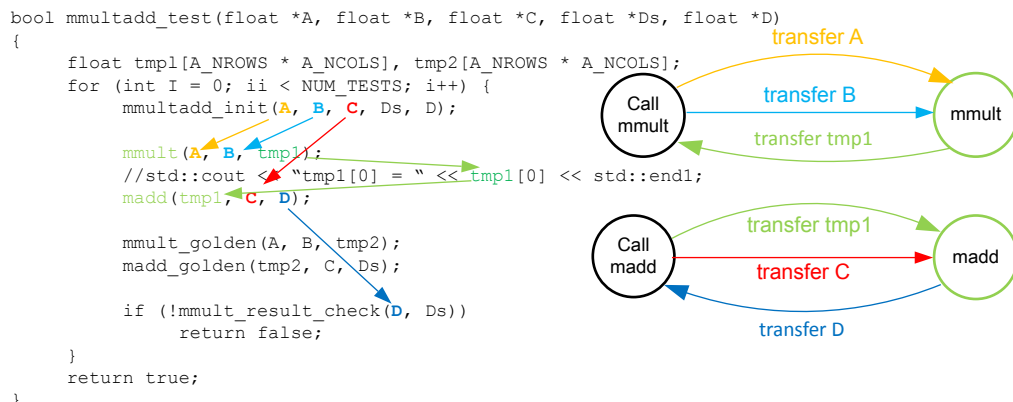 bool mmultadd_test(float *A, float *B, float *C, float *Ds, float *D)
{
float tmp1[A_NROWS * A_NCOLS], tmp2[A_NROWS * A_NCOLS];
for (int I = 0; ii < NUM_TESTS; i++) {
mmultadd_init(A, B, C, Ds, D);
mmult(A, B, tmp1);
//std::cout << "tmp1[0] = " << tmp1[0] << std::endl;
madd(tmp1, C, D);
mmult_golden(A, B, tmp2);
madd_golden(tmp2, C, Ds);
if (!mmult_result_check(D, Ds))
return false;
}
return true;
}
transfer A
Call
mmult
transfer B
mmult
transfer tmp1
transfer tmp1
Call
madd
transfer C
madd
transfer D